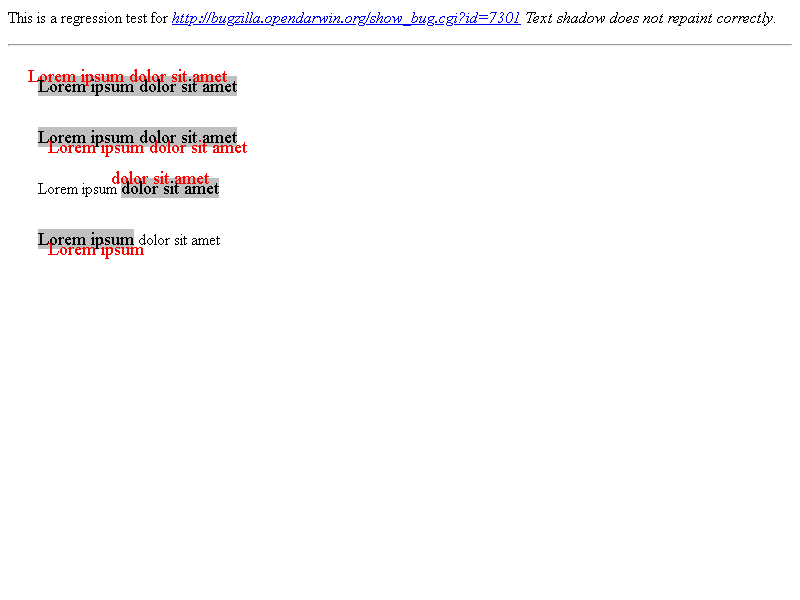 This is a regression test for http://bugzilla.opendarwin.org/show_bug.cgi?id=7301 Text shadow does not repaint correctly.
Lorem ipsum dolor sit amet
Lorem ipsum dolor sit amet
Lorem ipsum dolor sit amet
Lorem ipsum dolor sit amet
dolor sit amet
Lorem ipsum dolor sit amet
Lorem ipsum dolor sit amet
Lorem ipsum